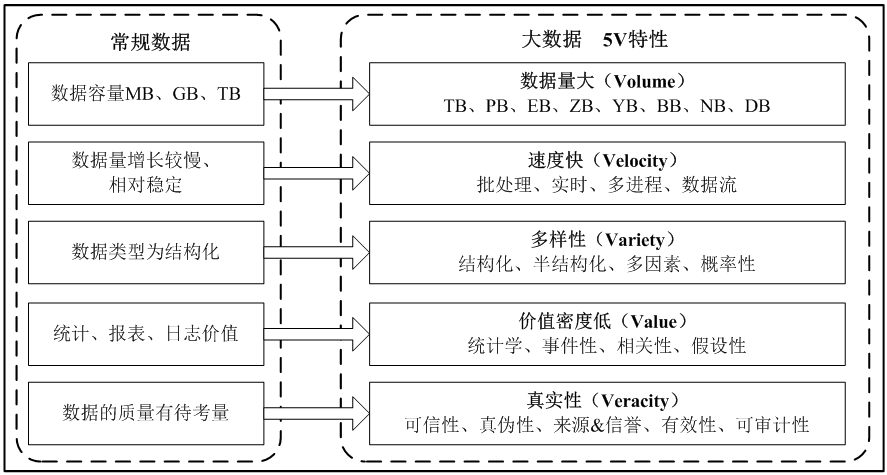 常规数据
大数据 5V特性
数据容量MB、GB、TB
数据量大（Volume）
TB、PB、EB、ZB、YB、BB、NB、DB
数据量增长较慢、
相对稳定
速度快（Velocity）
批处理、实时、多进程、数据流
数据类型为结构化
多样性（Variety）
结构化、半结构化、多因素、概率性
统计、报表、日志价值
价值密度低（Value）
统计学、事件性、相关性、假设性
数据的质量有待考量
真实性（Veracity）
可信性、真伪性、来源&信誉、有效性、可审计性